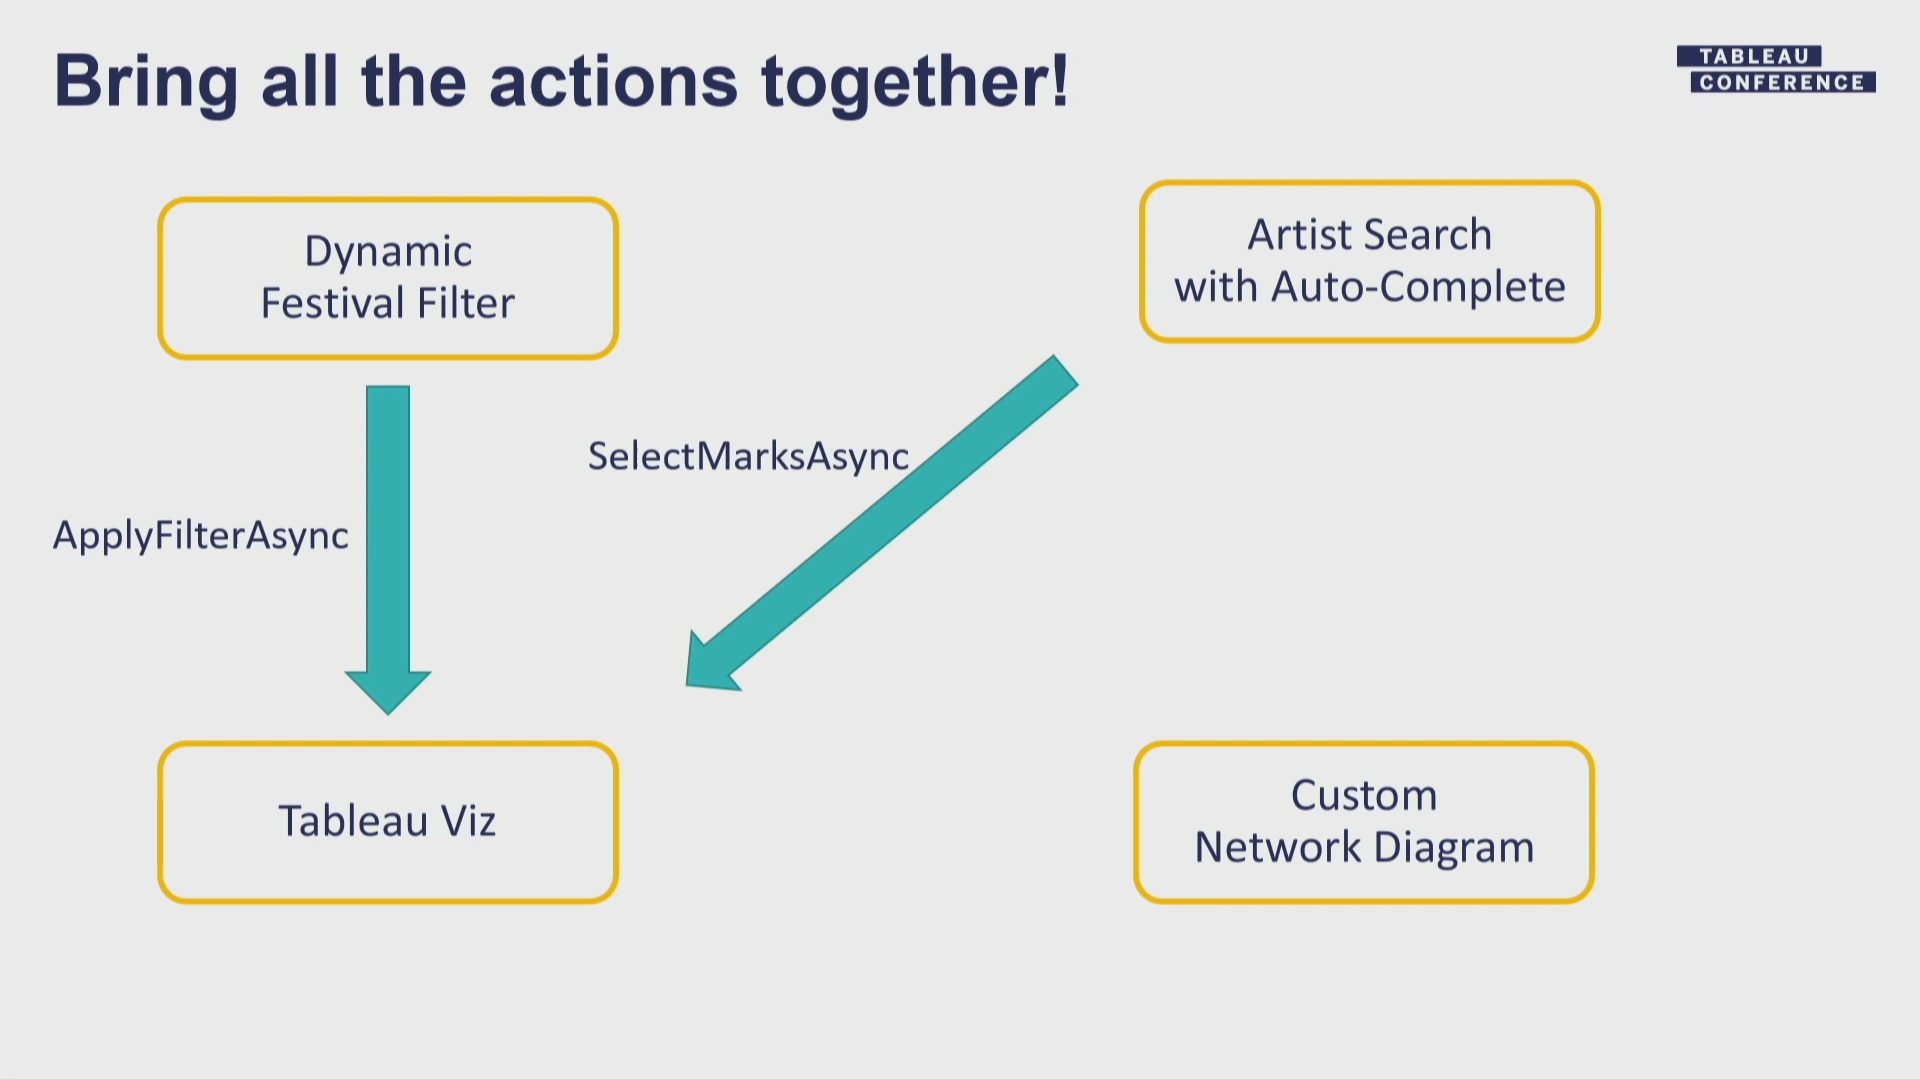 Bring all the actions together!
TABLEAU
CONFERENCE
Dynamic
Festival Filter
Artist Search
with Auto-Complete
SelectMarksAsync
ApplyFilterAsync
Tableau Viz
Custom
Network Diagram